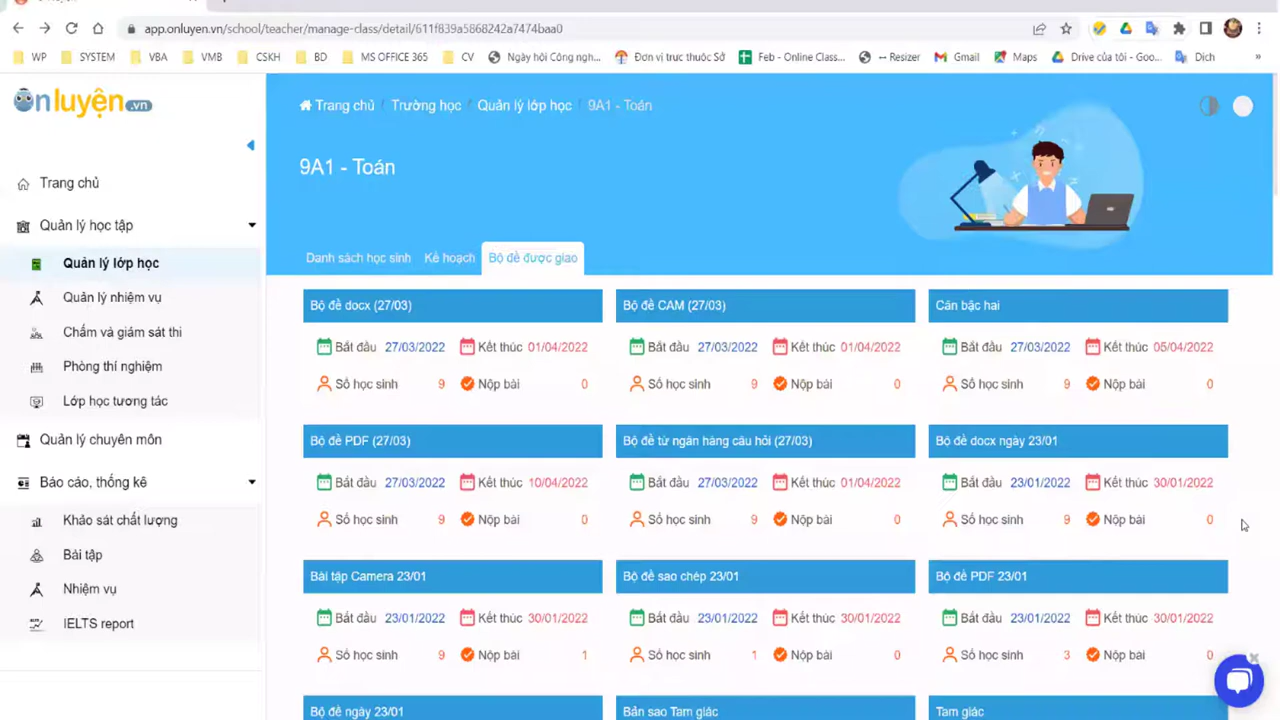 app.onluyen.vn/school/teacher/manage-class/detail/611f839a5868242a7474baa0
WP SYSTEM VBA VMB CSKH BD MS OFFICE 365 CV Ngày hội Công nghệ... Đơn vị trưc thuộc Sở Feb - Online Class... -- Resizer Gmail Maps Drive của tôi - Goo... Dịch »
Onluyện.vn
Trang chủ / Trường học / Quản lý lớp học / 9A1 - Toán
9A1 - Toán
Trang chủ
Quản lý học tập
Quản lý lớp học
Quản lý nhiệm vụ
Chấm và giám sát thi
Phòng thí nghiệm
Lớp học tương tác
Quản lý chuyên môn
Báo cáo, thống kê
Khảo sát chất lượng
Bài tập
Nhiệm vụ
IELTS report
Danh sách học sinh Kế hoạch Bộ đề được giao
Bộ đề docx (27/03) Bộ đề CAM (27/03) Căn bậc hai
Bắt đầu 27/03/2022 Kết thúc 01/04/2022 Bắt đầu 27/03/2022 Kết thúc 01/04/2022 Bắt đầu 27/03/2022 Kết thúc 05/04/2022
Số học sinh 9 Nộp bài 0 Số học sinh 9 Nộp bài 0 Số học sinh 9 Nộp bài 0
Bộ đề PDF (27/03) Bộ đề từ ngân hàng câu hỏi (27/03) Bộ đề docx ngày 23/01
Bắt đầu 27/03/2022 Kết thúc 10/04/2022 Bắt đầu 27/03/2022 Kết thúc 01/04/2022 Bắt đầu 23/01/2022 Kết thúc 30/01/2022
Số học sinh 9 Nộp bài 0 Số học sinh 9 Nộp bài 0 Số học sinh 9 Nộp bài 0
Bài tập Camera 23/01 Bộ đề sao chép 23/01 Bộ đề PDF 23/01
Bắt đầu 23/01/2022 Kết thúc 30/01/2022 Bắt đầu 23/01/2022 Kết thúc 30/01/2022 Bắt đầu 23/01/2022 Kết thúc 30/01/2022
Số học sinh 9 Nộp bài 1 Số học sinh 1 Nộp bài 0 Số học sinh 3 Nộp bài 0
Bộ đề ngày 23/01 Bản sao Tam giác Tam giác